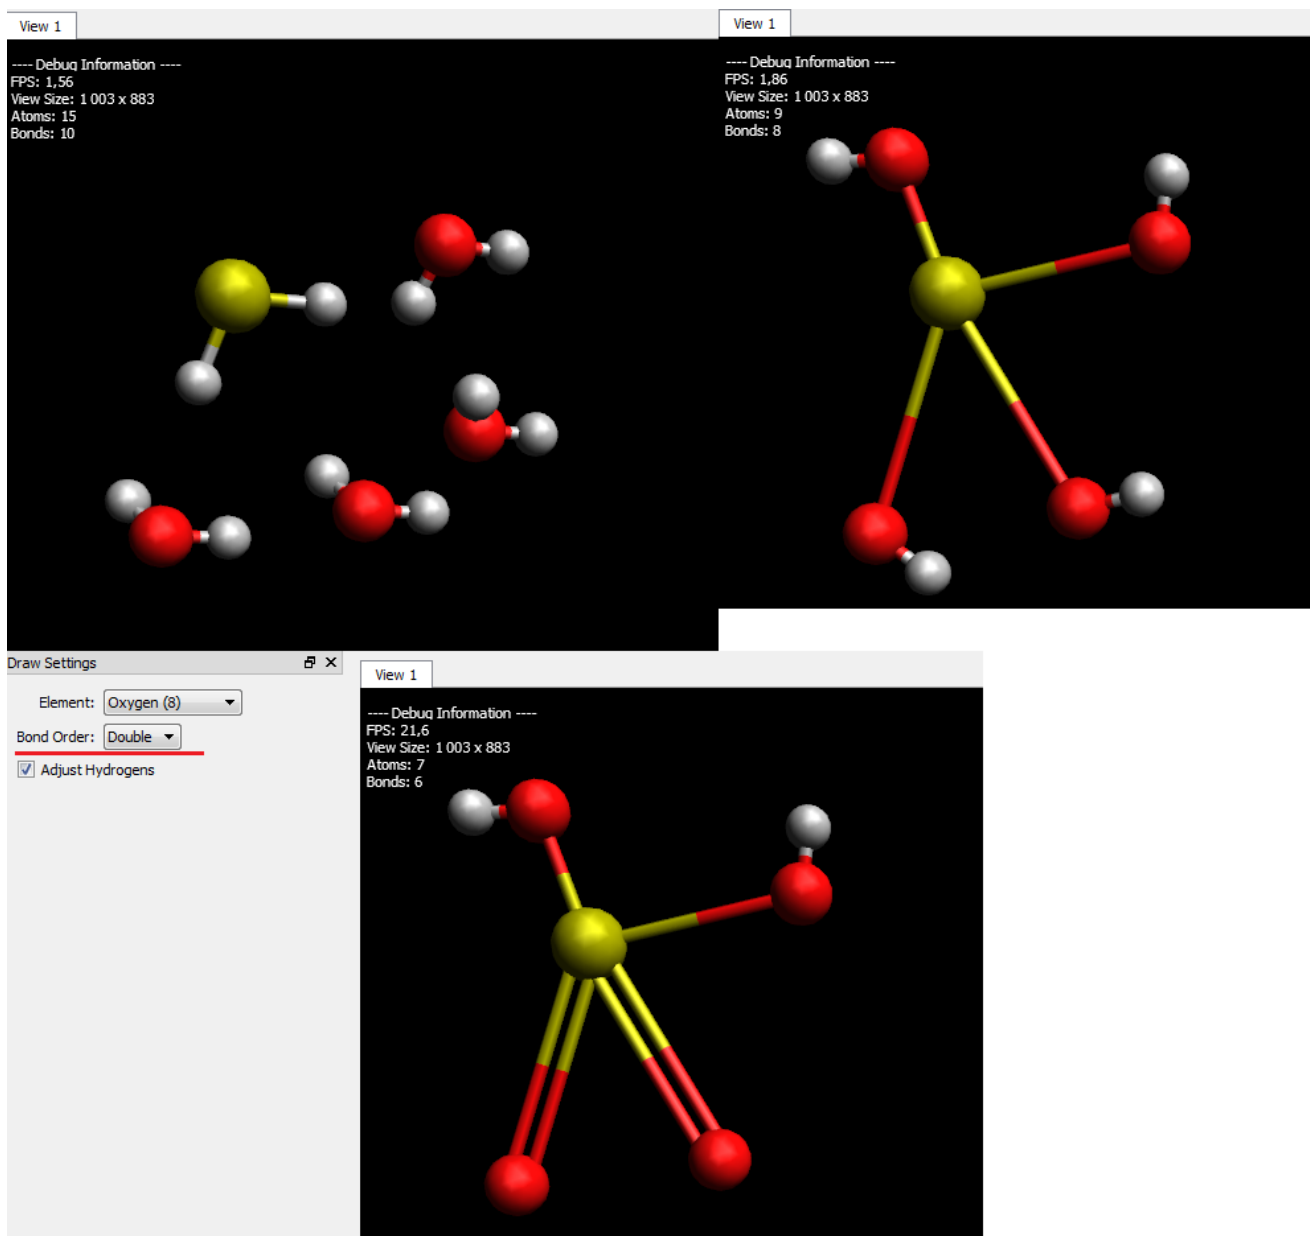 View 1
---- Debug Information ----
FPS: 1,56
View Size: 1 003 x 883
Atoms: 15
Bonds: 10
View 1
---- Debug Information ----
FPS: 1,86
View Size: 1 003 x 883
Atoms: 9
Bonds: 8
Draw Settings
Element: Oxygen (8)
Bond Order: Double
Adjust Hydrogens
View 1
---- Debug Information ----
FPS: 21,6
View Size: 1 003 x 883
Atoms: 7
Bonds: 6